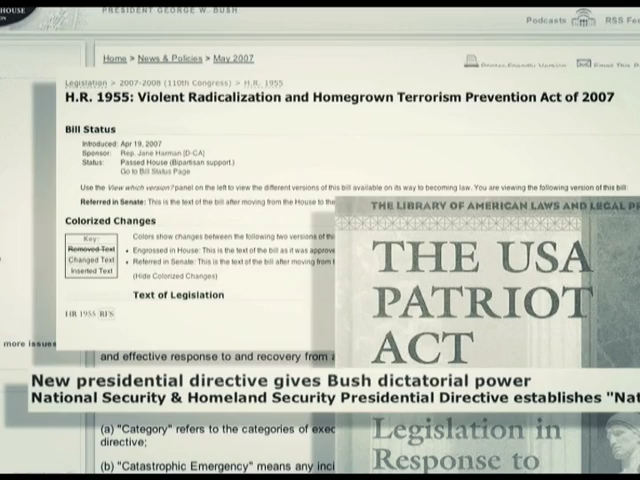 HOUSE
PRESIDENT GEORGE W. BUSH
Podcasts
RSS
Home > News & Policies > May 2007
Printer-Friendly Version
Email This
Legislation > 2007-2008 (110th Congress) > H.R. 1955
H.R. 1955: Violent Radicalization and Homegrown Terrorism Prevention Act of 2007
Bill Status
Introduced: Apr 19, 2007
Sponsor: Rep. Jane Harman [D-CA]
Status: Passed House (Bipartisan support)
Go to Bill Status Page
Use the View which version? panel on the left to view the different versions of this bill available on its way to becoming law. You are viewing the following version of this bill:
Referred in Senate: This is the text of the bill after moving from the House to the
Colorized Changes
Key:
Removed Text
Changed Text
Inserted Text
Colors show changes between the following two versions of th
• Engrossed in House: This is the text of the bill as it was approve
• Referred in Senate: This is the text of the bill after moving from t
(Hide Colorized Changes)
Text of Legislation
HR 1955 RFS
THE LIBRARY OF AMERICAN LAWS AND LEGAL PR
THE USA
PATRIOT
ACT
more issues
and effective response to and recovery from a
New presidential directive gives Bush dictatorial power
National Security & Homeland Security Presidential Directive establishes "Nat
(a) "Category" refers to the categories of exec
directive;
(b) "Catastrophic Emergency" means any inci
Legislation in
Response to